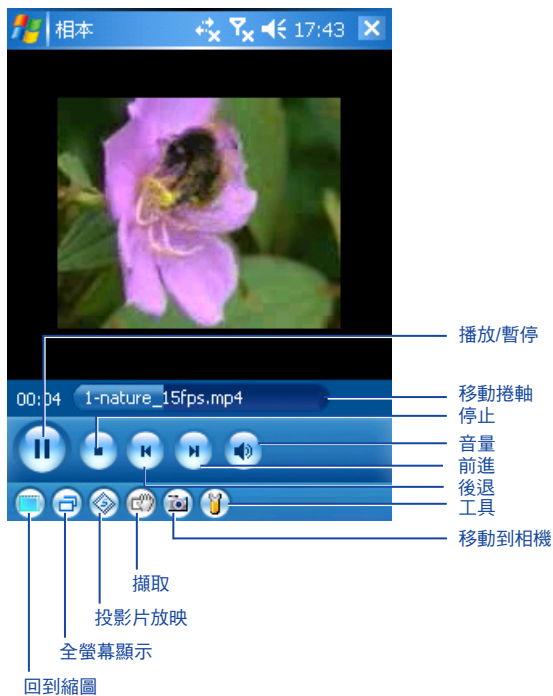 相本 17:43
播放/暫停
00:04 1-nature_15fps.mp4
移動捲軸
停止
音量
前進
後退
工具
移動到相機
擷取
投影片放映
全螢幕顯示
回到縮圖